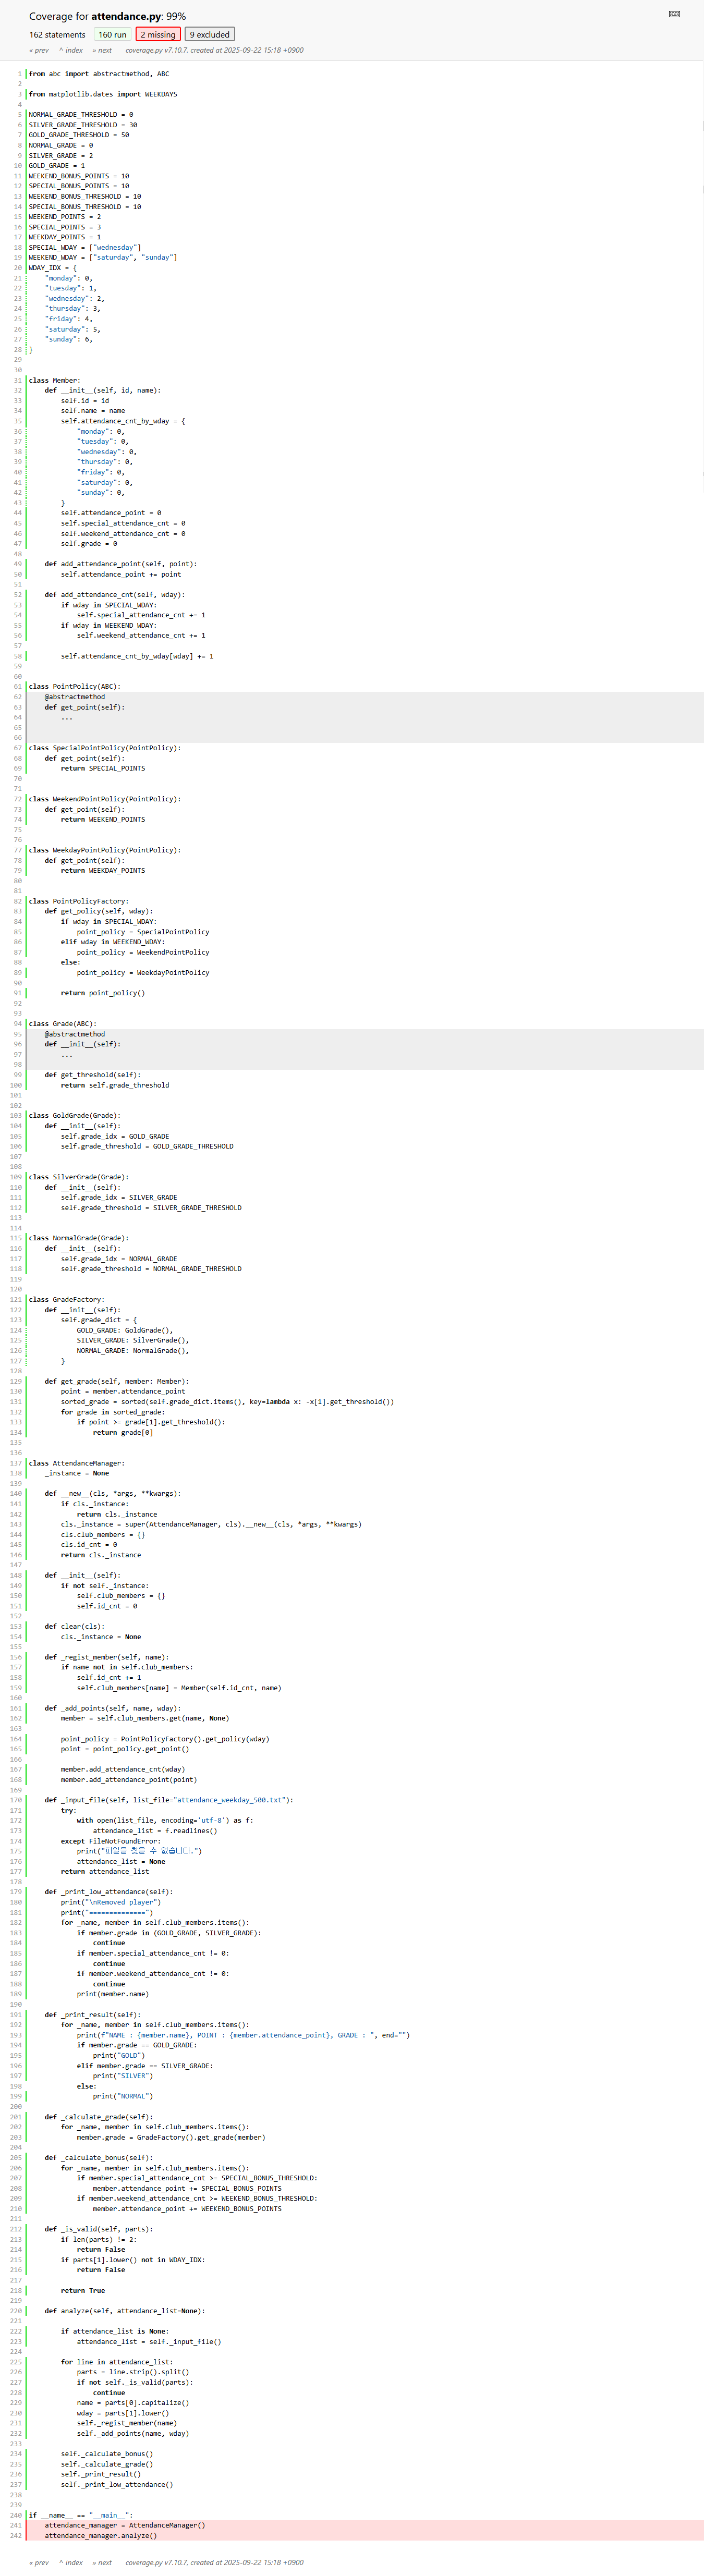 Coverage for attendance.py: 99%
162 statements 160 run 2 missing 9 excluded
« prev ^ index » next coverage.py v7.10.7, created at 2025-09-22 15:18 +0900
1 from abc import abstractmethod, ABC
2
3 from matplotlib.dates import WEEKDAYS
4
5 NORMAL_GRADE_THRESHOLD = 0
6 SILVER_GRADE_THRESHOLD = 30
7 GOLD_GRADE_THRESHOLD = 50
8 NORMAL_GRADE = 0
9 SILVER_GRADE = 2
10 GOLD_GRADE = 1
11 WEEKEND_BONUS_POINTS = 10
12 SPECIAL_BONUS_POINTS = 10
13 WEEKEND_BONUS_THRESHOLD = 10
14 SPECIAL_BONUS_THRESHOLD = 10
15 WEEKEND_POINTS = 2
16 SPECIAL_POINTS = 3
17 WEEKDAY_POINTS = 1
18 SPECIAL_WDAY = ["wednesday"]
19 WEEKEND_WDAY = ["saturday", "sunday"]
20 WDAY_IDX = {
21     "monday": 0,
22     "tuesday": 1,
23     "wednesday": 2,
24     "thursday": 3,
25     "friday": 4,
26     "saturday": 5,
27     "sunday": 6,
28 }
29
30
31 class Member:
32     def __init__(self, id, name):
33         self.id = id
34         self.name = name
35         self.attendance_cnt_by_wday = {
36             "monday": 0,
37             "tuesday": 0,
38             "wednesday": 0,
39             "thursday": 0,
40             "friday": 0,
41             "saturday": 0,
42             "sunday": 0,
43         }
44         self.attendance_point = 0
45         self.special_attendance_cnt = 0
46         self.weekend_attendance_cnt = 0
47         self.grade = 0
48
49     def add_attendance_point(self, point):
50         self.attendance_point += point
51
52     def add_attendance_cnt(self, wday):
53         if wday in SPECIAL_WDAY:
54             self.special_attendance_cnt += 1
55         if wday in WEEKEND_WDAY:
56             self.weekend_attendance_cnt += 1
57
58         self.attendance_cnt_by_wday[wday] += 1
59
60
61 class PointPolicy(ABC):
62     @abstractmethod
63     def get_point(self):
64         ...
65
66
67 class SpecialPointPolicy(PointPolicy):
68     def get_point(self):
69         return SPECIAL_POINTS
70
71
72 class WeekendPointPolicy(PointPolicy):
73     def get_point(self):
74         return WEEKEND_POINTS
75
76
77 class WeekdayPointPolicy(PointPolicy):
78     def get_point(self):
79         return WEEKDAY_POINTS
80
81
82 class PointPolicyFactory:
83     def get_policy(self, wday):
84         if wday in SPECIAL_WDAY:
85             point_policy = SpecialPointPolicy
86         elif wday in WEEKEND_WDAY:
87             point_policy = WeekendPointPolicy
88         else:
89             point_policy = WeekdayPointPolicy
90
91         return point_policy()
92
93
94 class Grade(ABC):
95     @abstractmethod
96     def __init__(self):
97         ...
98
99     def get_threshold(self):
100         return self.grade_threshold
101
102
103 class GoldGrade(Grade):
104     def __init__(self):
105         self.grade_idx = GOLD_GRADE
106         self.grade_threshold = GOLD_GRADE_THRESHOLD
107
108
109 class SilverGrade(Grade):
110     def __init__(self):
111         self.grade_idx = SILVER_GRADE
112         self.grade_threshold = SILVER_GRADE_THRESHOLD
113
114
115 class NormalGrade(Grade):
116     def __init__(self):
117         self.grade_idx = NORMAL_GRADE
118         self.grade_threshold = NORMAL_GRADE_THRESHOLD
119
120
121 class GradeFactory:
122     def __init__(self):
123         self.grade_dict = {
124             GOLD_GRADE: GoldGrade(),
125             SILVER_GRADE: SilverGrade(),
126             NORMAL_GRADE: NormalGrade(),
127         }
128
129     def get_grade(self, member: Member):
130         point = member.attendance_point
131         sorted_grade = sorted(self.grade_dict.items(), key=lambda x: -x[1].get_threshold())
132         for grade in sorted_grade:
133             if point >= grade[1].get_threshold():
134                 return grade[0]
135
136
137 class AttendanceManager:
138     _instance = None
139
140     def __new__(cls, *args, **kwargs):
141         if cls._instance:
142             return cls._instance
143         cls._instance = super(AttendanceManager, cls).__new__(cls, *args, **kwargs)
144         cls.club_members = {}
145         cls.id_cnt = 0
146         return cls._instance
147
148     def __init__(self):
149         if not self._instance:
150             self.club_members = {}
151             self.id_cnt = 0
152
153     def clear(cls):
154         cls._instance = None
155
156     def _regist_member(self, name):
157         if name not in self.club_members:
158             self.id_cnt += 1
159             self.club_members[name] = Member(self.id_cnt, name)
160
161     def _add_points(self, name, wday):
162         member = self.club_members.get(name, None)
163
164         point_policy = PointPolicyFactory().get_policy(wday)
165         point = point_policy.get_point()
166
167         member.add_attendance_cnt(wday)
168         member.add_attendance_point(point)
169
170     def _input_file(self, list_file="attendance_weekday_500.txt"):
171         try:
172             with open(list_file, encoding='utf-8') as f:
173                 attendance_list = f.readlines()
174         except FileNotFoundError:
175             print("파일을 찾을 수 없습니다.")
176             attendance_list = None
177         return attendance_list
178
179     def _print_low_attendance(self):
180         print("\nRemoved player")
181         print("==============")
182         for _name, member in self.club_members.items():
183             if member.grade in (GOLD_GRADE, SILVER_GRADE):
184                 continue
185             if member.special_attendance_cnt != 0:
186                 continue
187             if member.weekend_attendance_cnt != 0:
188                 continue
189             print(member.name)
190
191     def _print_result(self):
192         for _name, member in self.club_members.items():
193             print(f"NAME : {member.name}, POINT : {member.attendance_point}, GRADE : ", end="")
194             if member.grade == GOLD_GRADE:
195                 print("GOLD")
196             elif member.grade == SILVER_GRADE:
197                 print("SILVER")
198             else:
199                 print("NORMAL")
200
201     def _calculate_grade(self):
202         for _name, member in self.club_members.items():
203             member.grade = GradeFactory().get_grade(member)
204
205     def _calculate_bonus(self):
206         for _name, member in self.club_members.items():
207             if member.special_attendance_cnt >= SPECIAL_BONUS_THRESHOLD:
208                 member.attendance_point += SPECIAL_BONUS_POINTS
209             if member.weekend_attendance_cnt >= WEEKEND_BONUS_THRESHOLD:
210                 member.attendance_point += WEEKEND_BONUS_POINTS
211
212     def _is_valid(self, parts):
213         if len(parts) != 2:
214             return False
215         if parts[1].lower() not in WDAY_IDX:
216             return False
217
218         return True
219
220     def analyze(self, attendance_list=None):
221
222         if attendance_list is None:
223             attendance_list = self._input_file()
224
225         for line in attendance_list:
226             parts = line.strip().split()
227             if not self._is_valid(parts):
228                 continue
229             name = parts[0].capitalize()
230             wday = parts[1].lower()
231             self._regist_member(name)
232             self._add_points(name, wday)
233
234         self._calculate_bonus()
235         self._calculate_grade()
236         self._print_result()
237         self._print_low_attendance()
238
239
240 if __name__ == "__main__":
241     attendance_manager = AttendanceManager()
242     attendance_manager.analyze()
« prev ^ index » next coverage.py v7.10.7, created at 2025-09-22 15:18 +0900